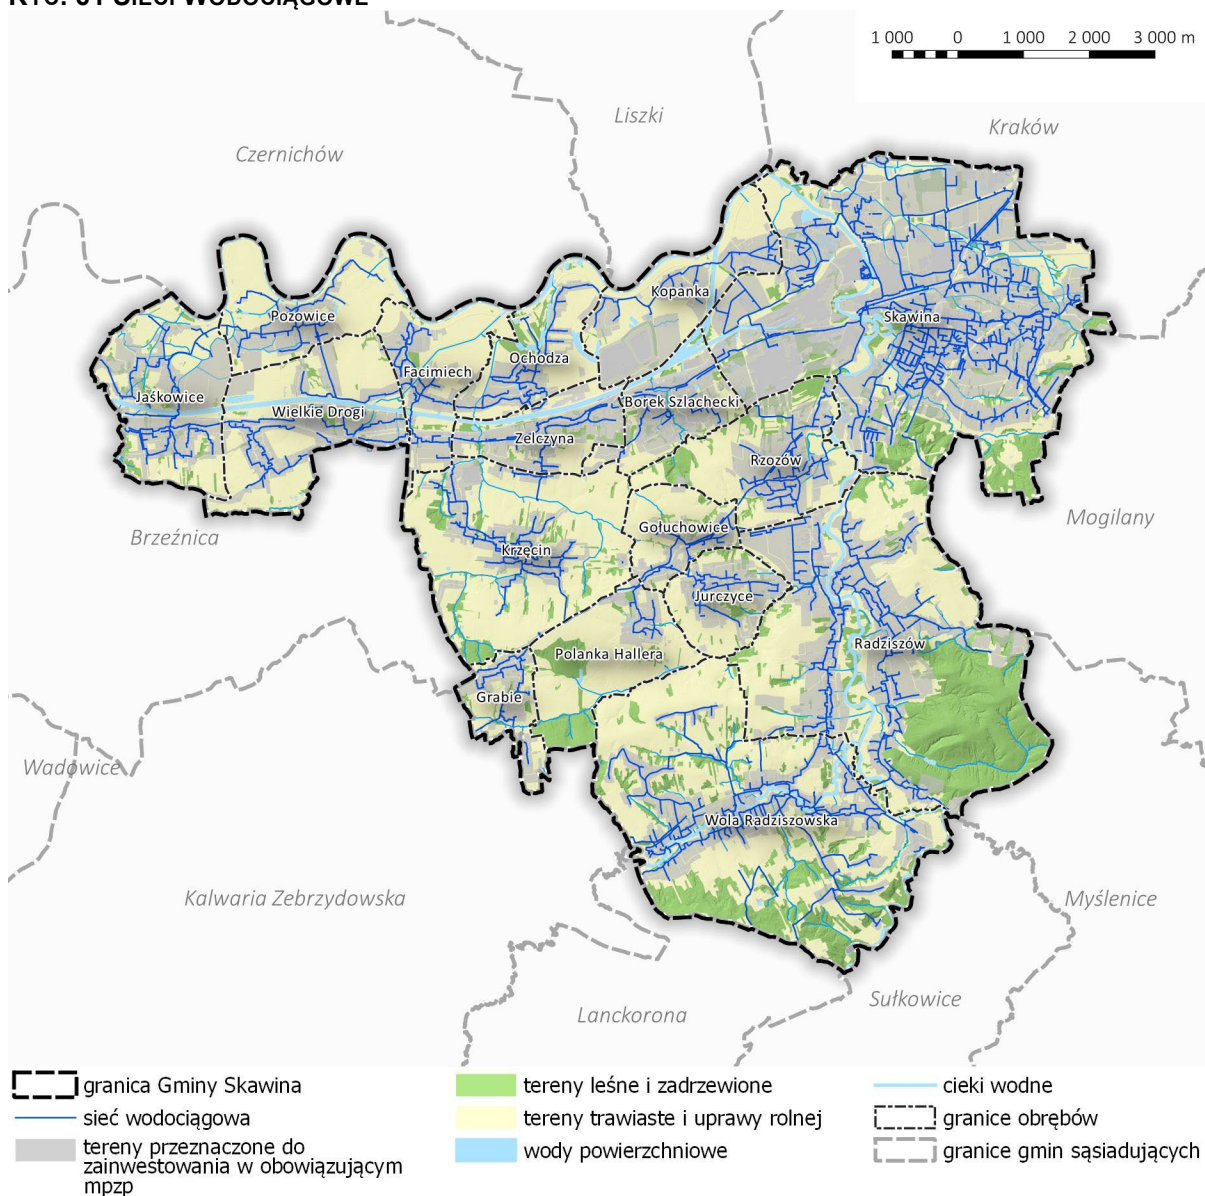 SIECI WODOCIĄGOWE
1 000 0 1 000 2 000 3 000 m
Liszki
Kraków
Czernichów
Kopanka
Pozowice
Skawina
Ochodza
Facimiech
Jaśkowice
Borek Szlachecki
Wielkie Drogi
Zelczyna
Rzozów
Mogilany
Gołuchowice
Brzeźnica
Krzęcin
Jurczyce
Radziszów
Polanka Hallera
Grabie
Wadowice
Wola Radziszowska
Kalwaria Zebrzydowska
Myślenice
Sułkowice
Lanckorona
granica Gminy Skawina
sieć wodociągowa
tereny przeznaczone do
zainwestowania w obowiązującym
mpzp
tereny leśne i zadrzewione
tereny trawiaste i uprawy rolnej
wody powierzchniowe
cieki wodne
granice obrębów
granice gmin sąsiadujących